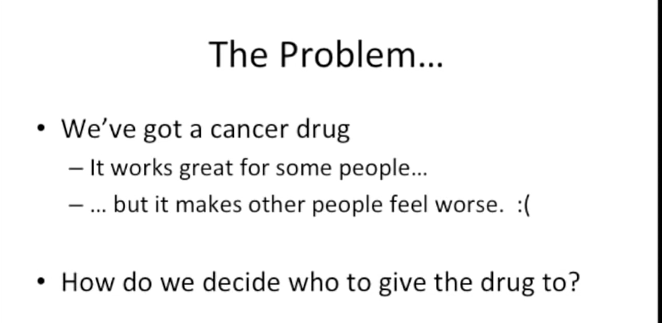 The Problem…
• We’ve got a cancer drug
– It works great for some people…
– … but it makes other people feel worse.  :(
• How do we decide who to give the drug to?